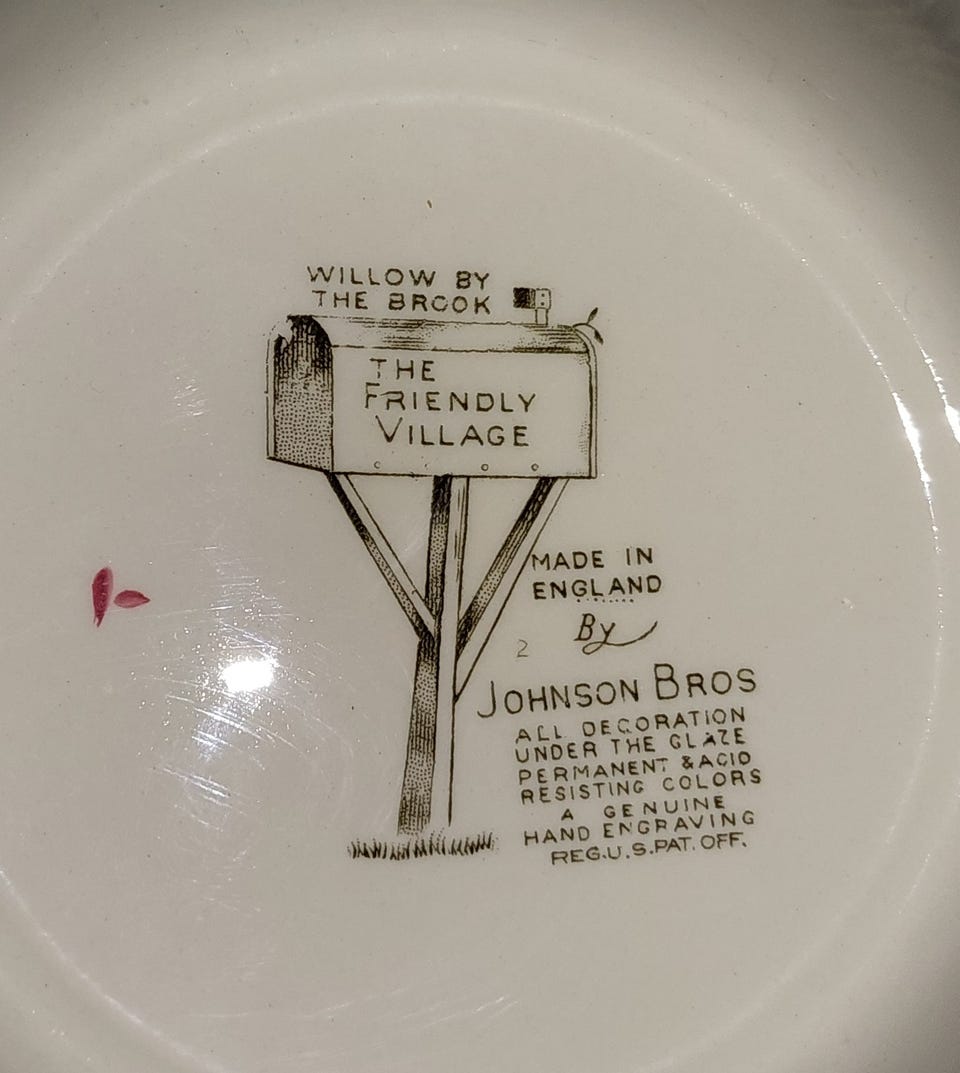 WILLOW BY
THE BROOK
THE
FRIENDLY
VILLAGE
MADE IN
ENGLAND
By
2
JOHNSON BROS
ALL DECORATION
UNDER THE GLAZE
PERMANENT & ACID
RESISTING COLORS
A GENUINE
HAND ENGRAVING
REG.U.S.PAT. OFF.